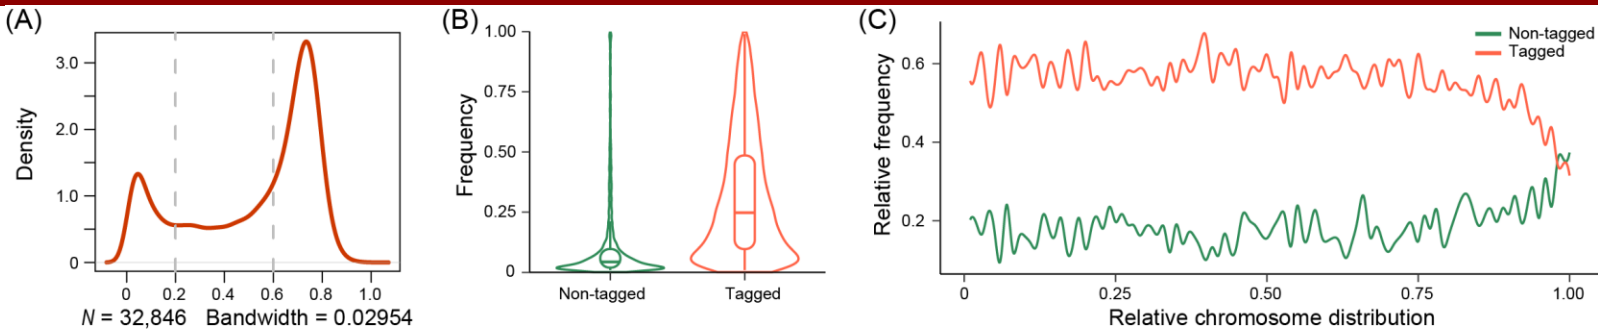 (A)
Density
3.0
2.0
1.0
0
0 0.2 0.4 0.6 0.8 1.0
N = 32,846 Bandwidth = 0.02954
(B)
Frequency
1.00
0.75
0.50
0.25
0
Non-tagged Tagged
(C)
Relative frequency
0.6
0.4
0.2
Non-tagged
Tagged
0 0.25 0.50 0.75 1.00
Relative chromosome distribution